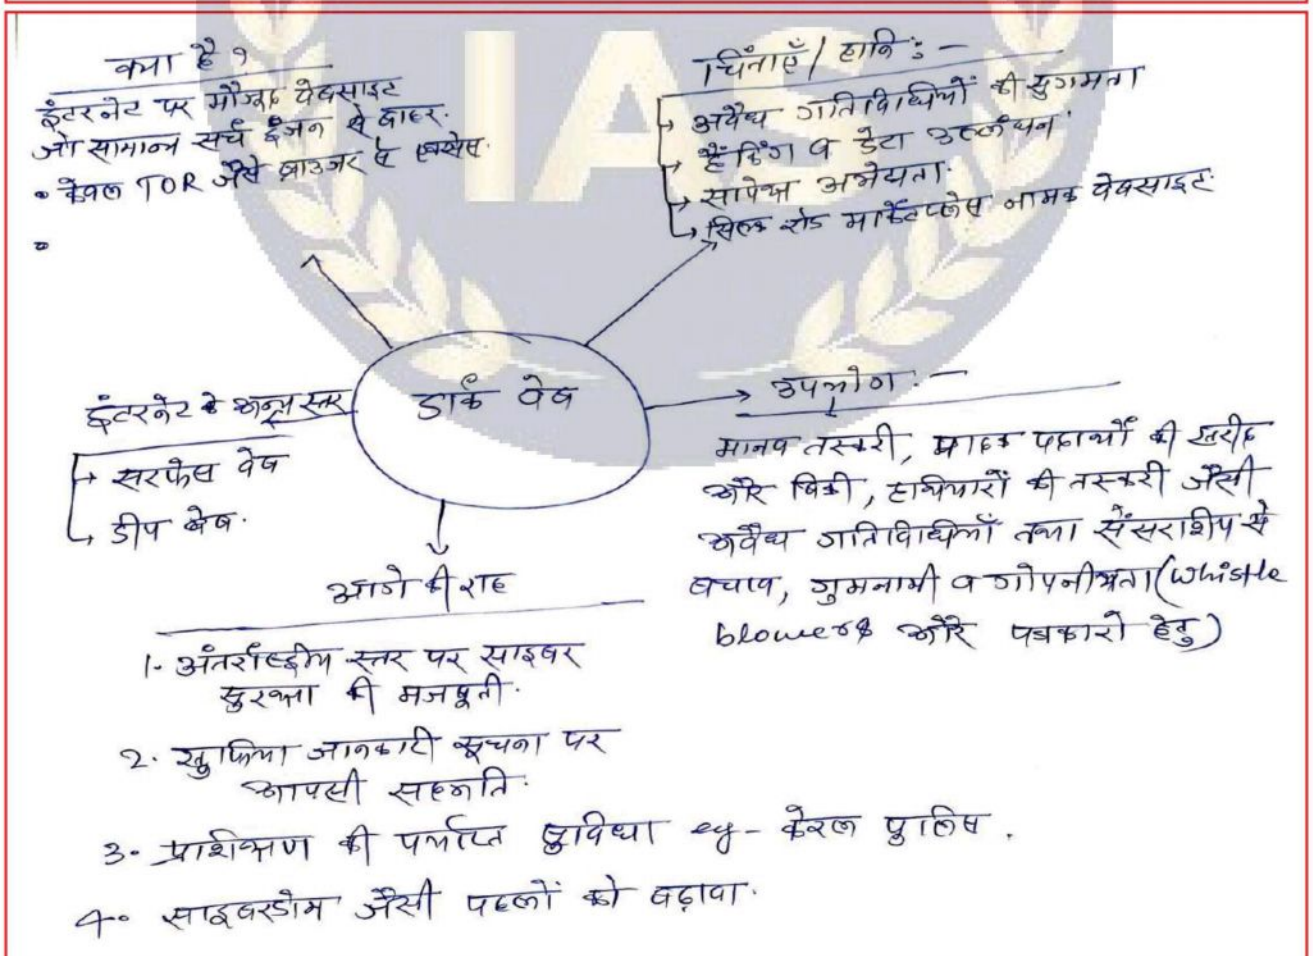 IAS
क्या है ?
इंटरनेट पर मौजूद वेबसाइट
जो सामान्य सर्च इंजन से बाहर.
• केवल TOR जैसे ब्राउजर से एक्सेस.
•
चिंताएँ / हानि : –
→ अवैध गतिविधियों की सुगमता
→ हैकिंग व डेटा उल्लंघन.
→ सापेक्ष अभेद्यता.
→ सिल्क रोड मार्केटप्लेस नामक वेबसाइट.
डार्क वेब
इंटरनेट के अन्य स्तर
→ सरफेस वेब
→ डीप वेब.
उपयोग : –
मानव तस्करी, मादक पदार्थों की खरीद
और बिक्री, हथियारों की तस्करी जैसी
अवैध गतिविधियाँ तथा सेंसरशिप से
बचाव, गुमनामी व गोपनीयता (whistle
blowers और पत्रकारों हेतु)
आगे की राह
1. अंतर्राष्ट्रीय स्तर पर साइबर
सुरक्षा की मजबूती.
2. खुफिया जानकारी सूचना पर
आपसी सहमति.
3. प्रशिक्षण की पर्याप्त सुविधा eg – केरल पुलिस.
4. साइबरडोम जैसी पहलों को बढ़ावा.